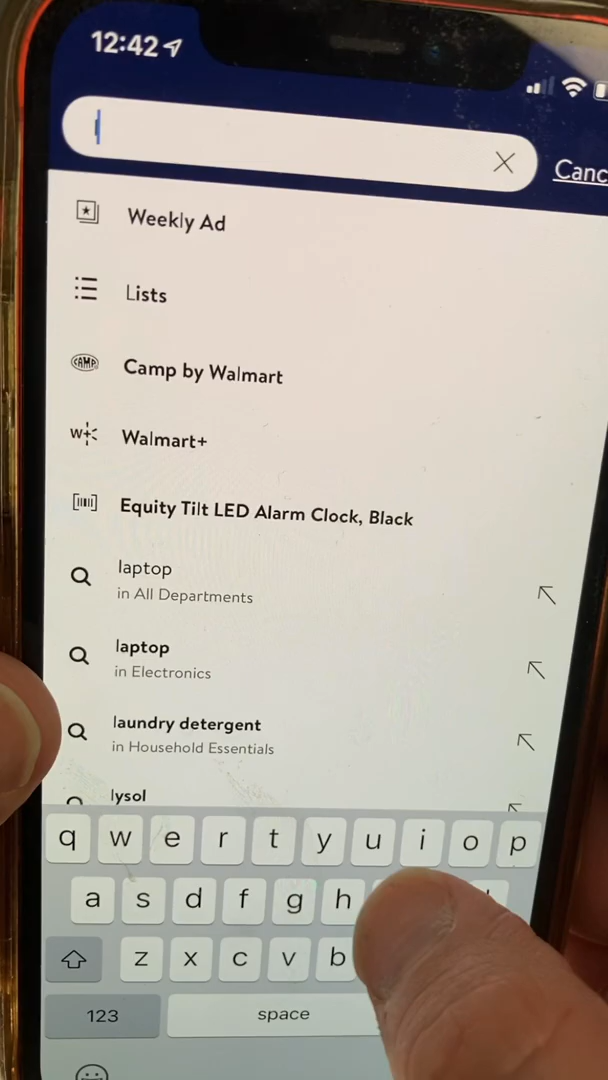 12:42
l
Canc
Weekly Ad
Lists
CAMP
Camp by Walmart
W+
Walmart+
Equity Tilt LED Alarm Clock, Black
laptop
in All Departments
laptop
in Electronics
laundry detergent
in Household Essentials
lysol
q w e r t y u i o p
a s d f g h
z x c v b
123 space